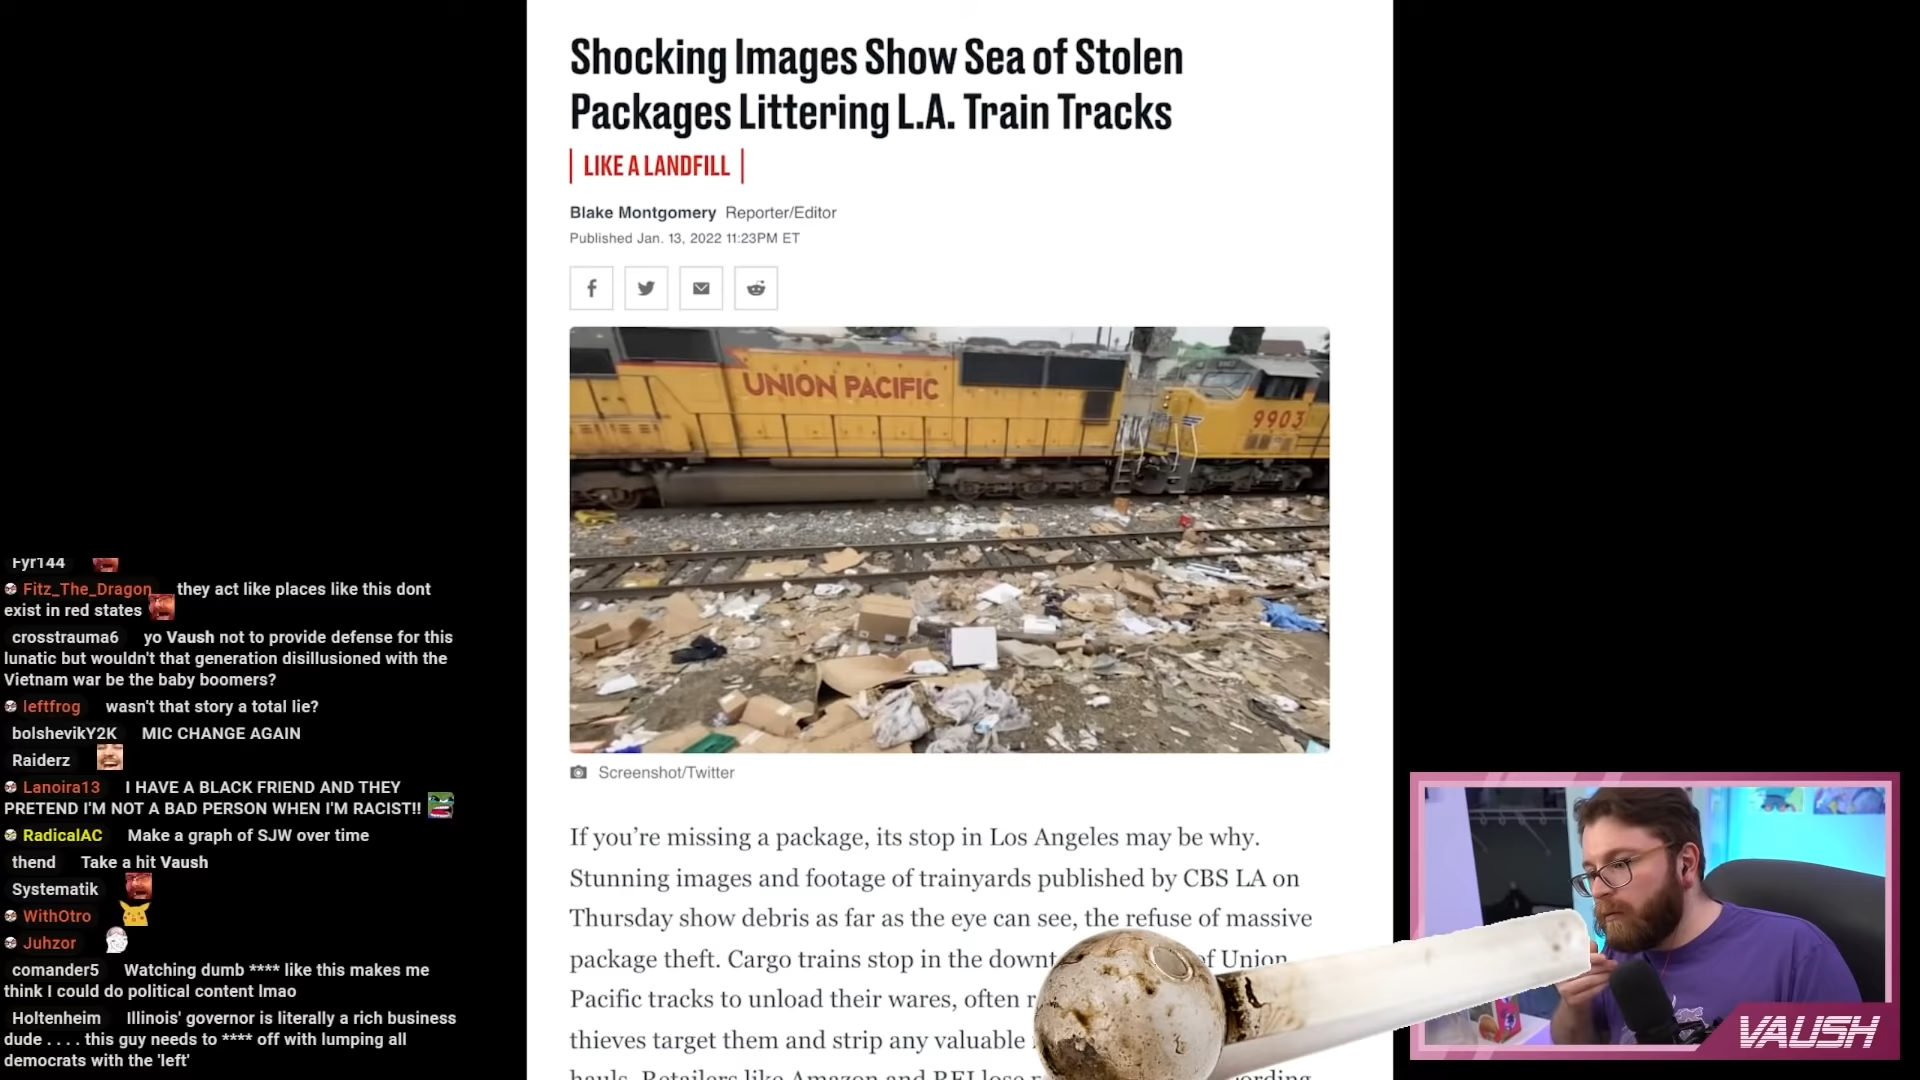 Shocking Images Show Sea of Stolen
Packages Littering L.A. Train Tracks
LIKE A LANDFILL
Blake Montgomery Reporter/Editor
Published Jan. 13, 2022 11:23PM ET
UNION PACIFIC
9903
Screenshot/Twitter
If you’re missing a package, its stop in Los Angeles may be why.
Stunning images and footage of trainyards published by CBS LA on
Thursday show debris as far as the eye can see, the refuse of massive
package theft. Cargo trains stop in the downt of Union
Pacific tracks to unload their wares, often r
thieves target them and strip any valuable
hauls. Retailers like Amazon and REI lose
Fyr144
Fitz_The_Dragon they act like places like this dont
exist in red states
crosstrauma6 yo Vaush not to provide defense for this
lunatic but wouldn't that generation disillusioned with the
Vietnam war be the baby boomers?
leftfrog wasn't that story a total lie?
bolshevikY2K MIC CHANGE AGAIN
Raiderz
Lanoira13 I HAVE A BLACK FRIEND AND THEY
PRETEND I'M NOT A BAD PERSON WHEN I'M RACIST!!
RadicalAC Make a graph of SJW over time
thend Take a hit Vaush
Systematik
WithOtro
Juhzor
comander5 Watching dumb **** like this makes me
think I could do political content lmao
Holtenheim Illinois' governor is literally a rich business
dude . . . . this guy needs to **** off with lumping all
democrats with the 'left'
VAUSH